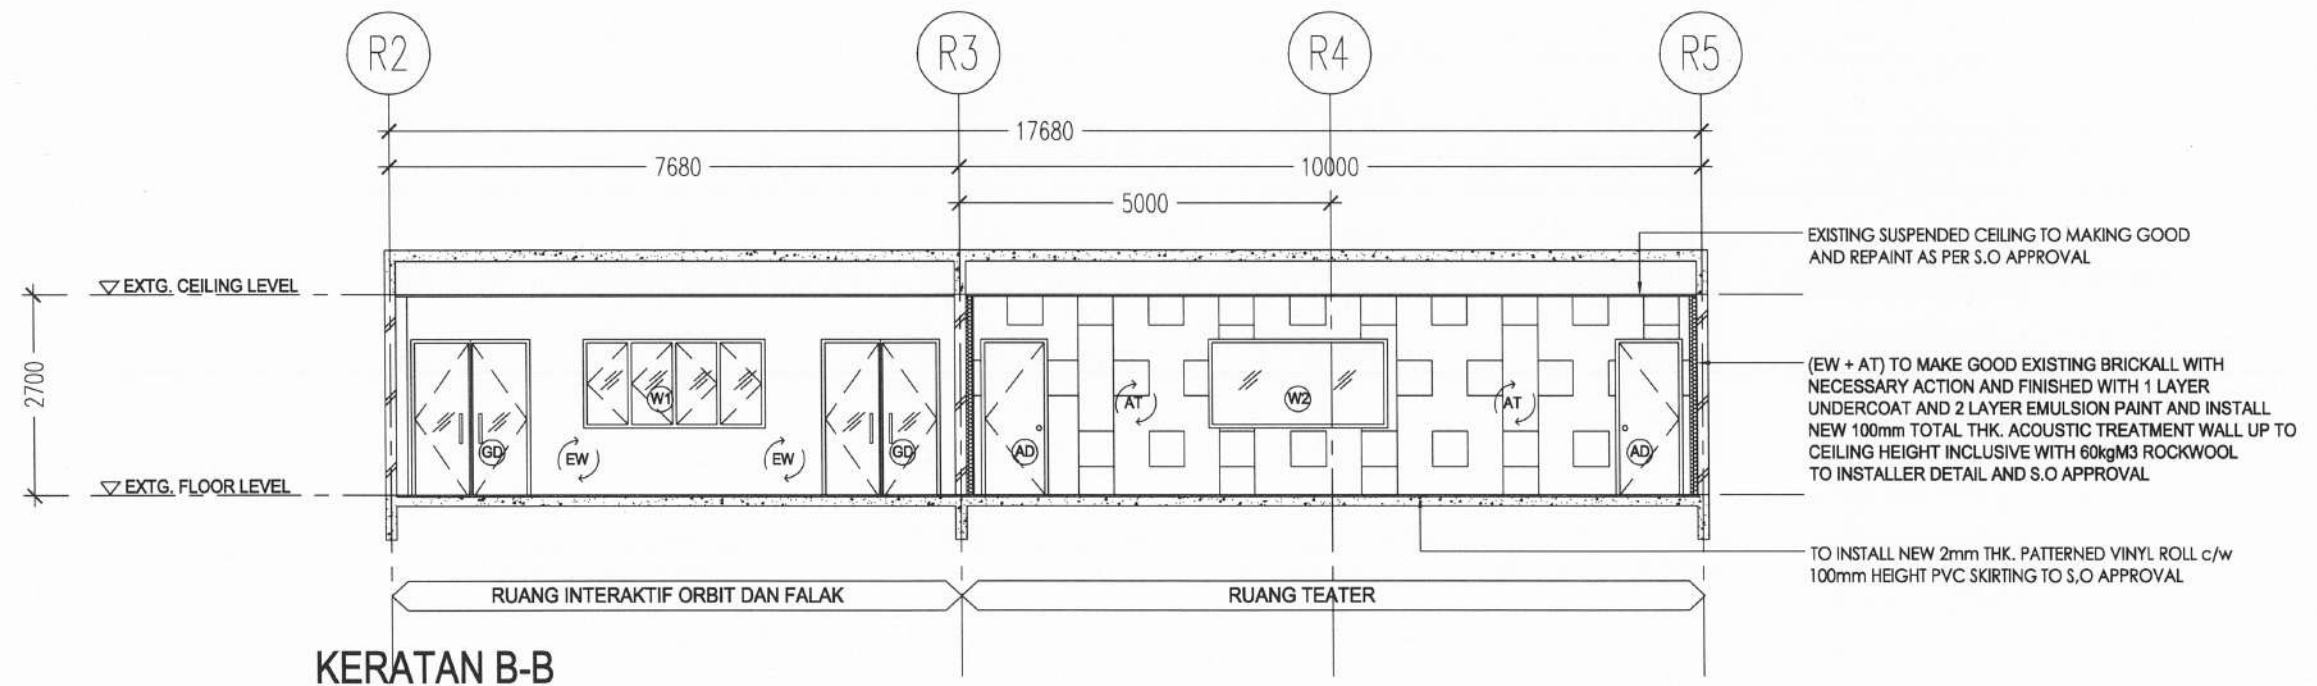 R2
R3
R4
R5
17680
7680
10000
5000
EXISTING SUSPENDED CEILING TO MAKING GOOD
AND REPAINT AS PER S.O APPROVAL
EXTG. CEILING LEVEL
2700
(EW + AT) TO MAKE GOOD EXISTING BRICKALL WITH
NECESSARY ACTION AND FINISHED WITH 1 LAYER
UNDERCOAT AND 2 LAYER EMULSION PAINT AND INSTALL
NEW 100mm TOTAL THK. ACOUSTIC TREATMENT WALL UP TO
CEILING HEIGHT INCLUSIVE WITH 60kgM3 ROCKWOOL
TO INSTALLER DETAIL AND S.O APPROVAL
W1
AT
W2
AT
GD
EW
EW
GD
AD
AD
EXTG. FLOOR LEVEL
TO INSTALL NEW 2mm THK. PATTERNED VINYL ROLL c/w
100mm HEIGHT PVC SKIRTING TO S,O APPROVAL
RUANG INTERAKTIF ORBIT DAN FALAK
RUANG TEATER
KERATAN B-B